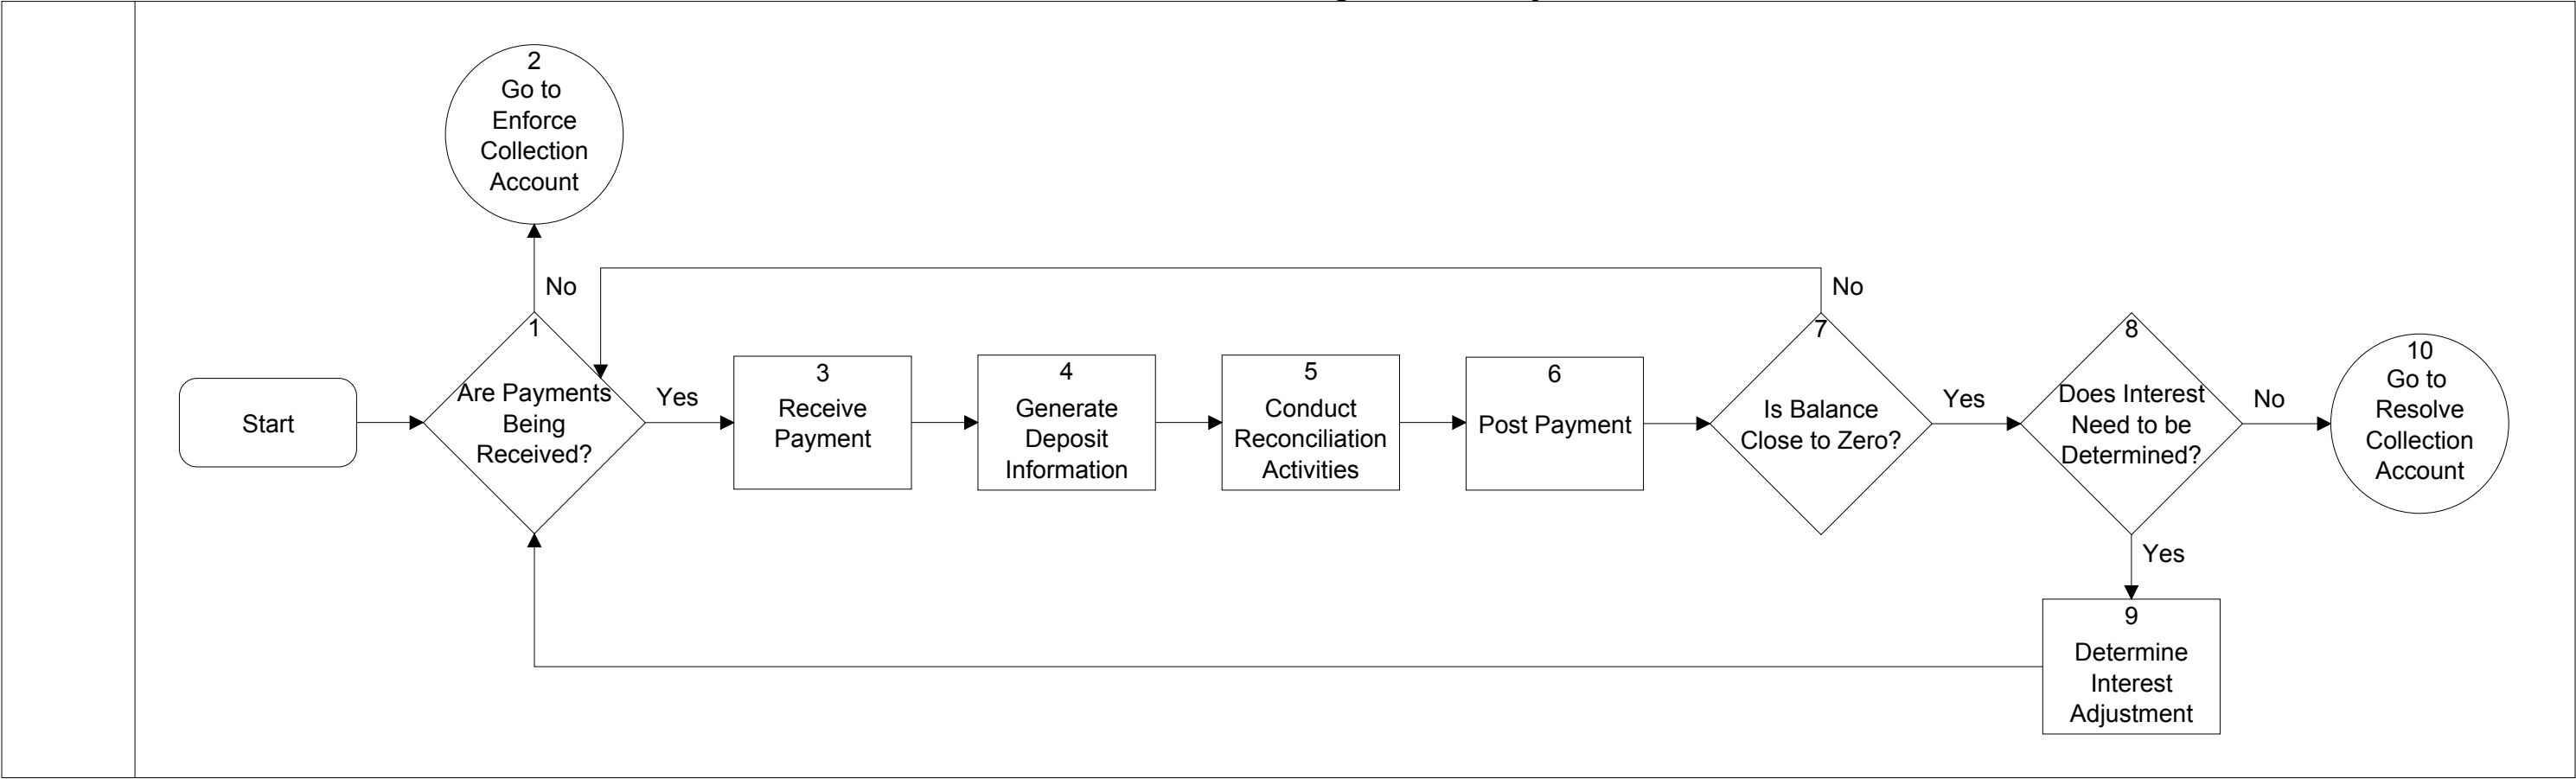 2
Go to
Enforce
Collection
Account
No
No
Start
1
Are Payments
Being
Received?
Yes
3
Receive
Payment
4
Generate
Deposit
Information
5
Conduct
Reconciliation
Activities
6
Post Payment
7
Is Balance
Close to Zero?
Yes
8
Does Interest
Need to be
Determined?
No
10
Go to
Resolve
Collection
Account
Yes
9
Determine
Interest
Adjustment